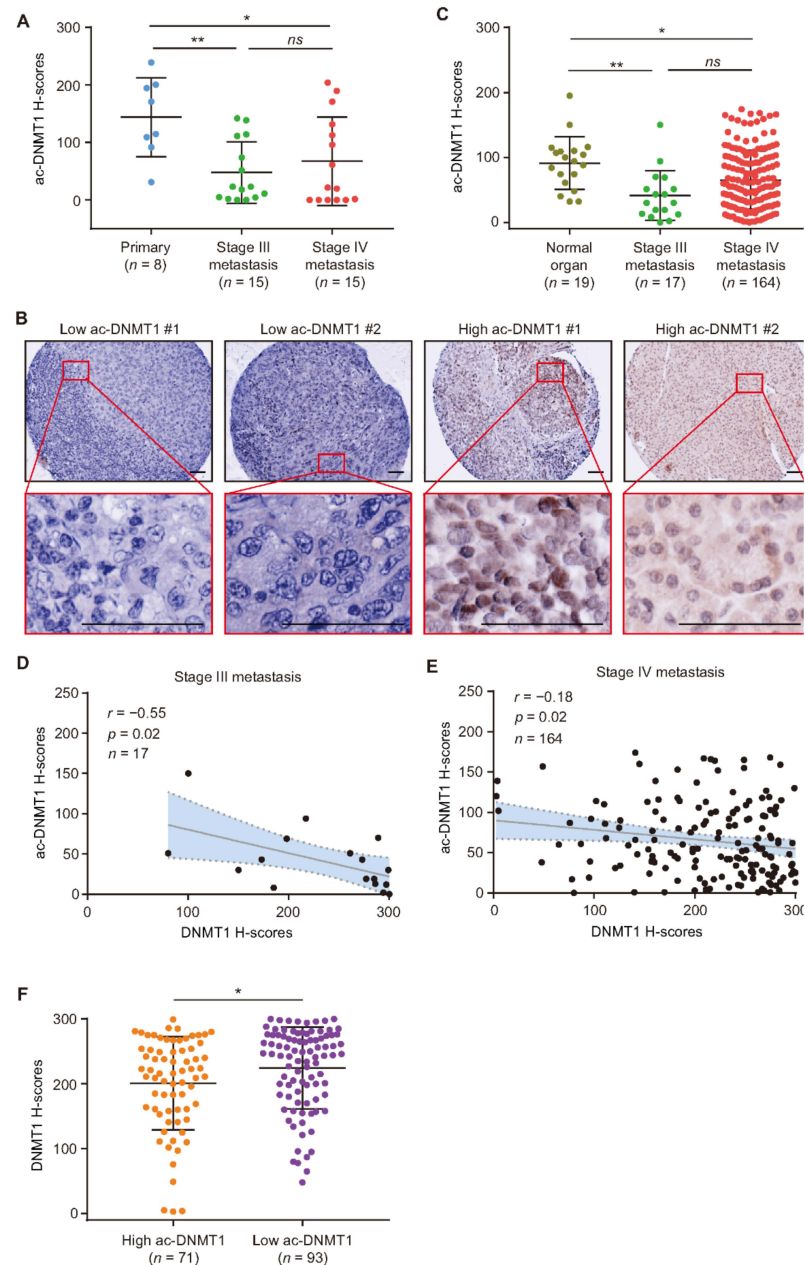 A
ac-DNMT1 H-scores
300
200
100
0
*
**
ns
Primary
(n = 8)
Stage III
metastasis
(n = 15)
Stage IV
metastasis
(n = 15)
C
ac-DNMT1 H-scores
300
200
100
0
*
**
ns
Normal
organ
(n = 19)
Stage III
metastasis
(n = 17)
Stage IV
metastasis
(n = 164)
B
Low ac-DNMT1 #1
Low ac-DNMT1 #2
High ac-DNMT1 #1
High ac-DNMT1 #2
D
Stage III metastasis
ac-DNMT1 H-scores
250
200
150
100
50
0
r = −0.55
p = 0.02
n = 17
0
100
200
300
DNMT1 H-scores
E
Stage IV metastasis
ac-DNMT1 H-scores
250
200
150
100
50
0
r = −0.18
p = 0.02
n = 164
0
100
200
300
DNMT1 H-scores
F
DNMT1 H-scores
300
200
100
0
*
High ac-DNMT1
(n = 71)
Low ac-DNMT1
(n = 93)